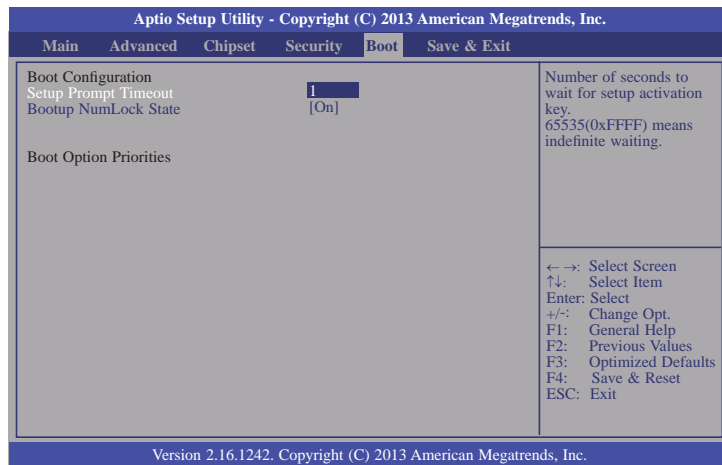 Aptio Setup Utility - Copyright (C) 2013 American Megatrends, Inc.
Main Advanced Chipset Security Boot Save & Exit
Boot Configuration
Setup Prompt Timeout 1
Bootup NumLock State [On]
Boot Option Priorities
Number of seconds to
wait for setup activation
key.
65535(0xFFFF) means
indefinite waiting.
← →: Select Screen
↑↓: Select Item
Enter: Select
+/-: Change Opt.
F1: General Help
F2: Previous Values
F3: Optimized Defaults
F4: Save & Reset
ESC: Exit
Version 2.16.1242. Copyright (C) 2013 American Megatrends, Inc.